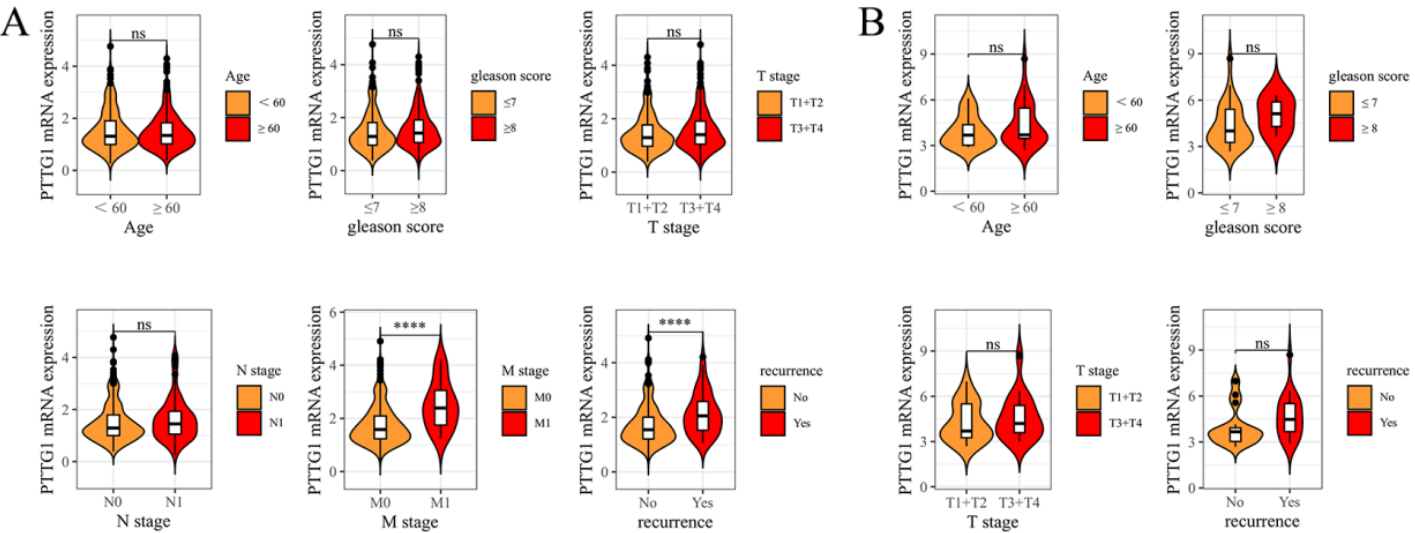 A
PTTG1 mRNA expression
4
2
0
ns
< 60
≥ 60
Age
Age
< 60
≥ 60
PTTG1 mRNA expression
6
4
2
0
ns
≤7
≥8
gleason score
gleason score
≤7
≥8
PTTG1 mRNA expression
4
2
0
ns
T1+T2
T3+T4
T stage
T stage
T1+T2
T3+T4
B
PTTG1 mRNA expression
9
6
3
0
ns
< 60
≥ 60
Age
Age
< 60
≥ 60
PTTG1 mRNA expression
9
6
3
0
ns
≤ 7
≥ 8
gleason score
gleason score
≤ 7
≥ 8
PTTG1 mRNA expression
4
2
0
ns
N0
N1
N stage
N stage
N0
N1
PTTG1 mRNA expression
6
4
2
0
****
M0
M1
M stage
M stage
M0
M1
PTTG1 mRNA expression
4
2
0
****
No
Yes
recurrence
recurrence
No
Yes
PTTG1 mRNA expression
9
6
3
0
ns
T1+T2
T3+T4
T stage
T stage
T1+T2
T3+T4
PTTG1 mRNA expression
9
6
3
0
ns
No
Yes
recurrence
recurrence
No
Yes